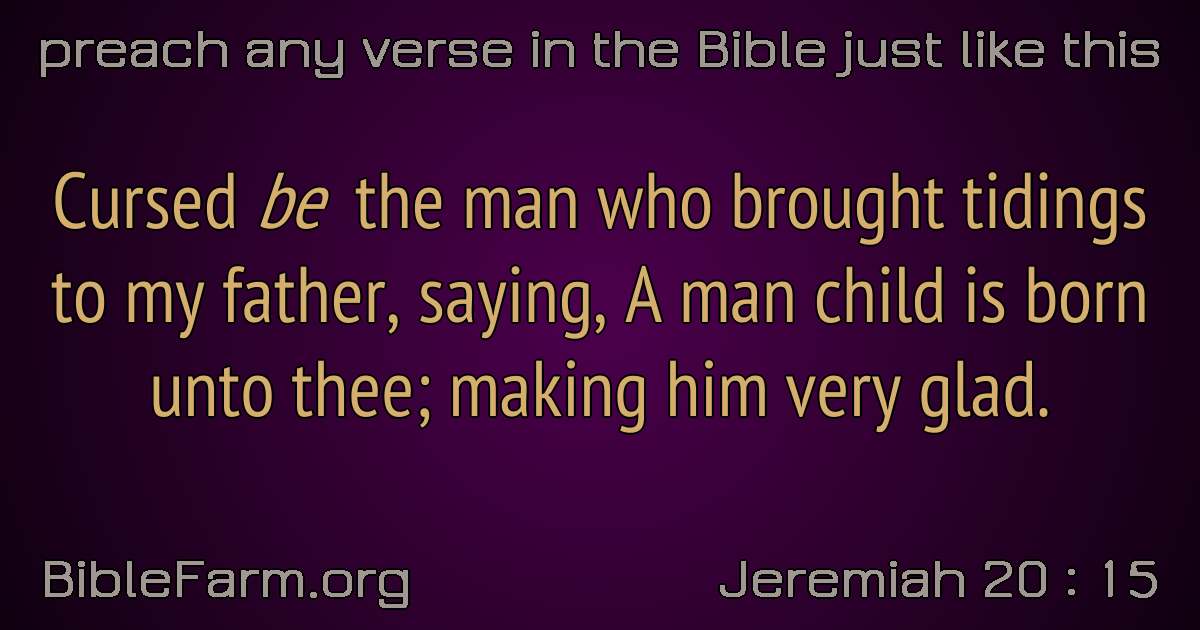 preach any verse in the Bible just like this
Cursed be the man who brought tidings
to my father, saying, A man child is born
unto thee; making him very glad.
BibleFarm.org
Jeremiah 20 : 15